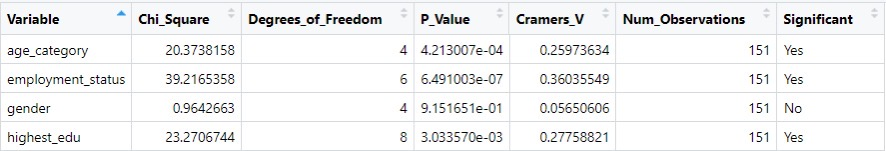 Variable Chi_Square Degrees_of_Freedom P_Value Cramers_V Num_Observations Significant
age_category 20.3738158 4 4.213007e-04 0.25973634 151 Yes
employment_status 39.2165358 6 6.491003e-07 0.36035549 151 Yes
gender 0.9642663 4 9.151651e-01 0.05650606 151 No
highest_edu 23.2706744 8 3.033570e-03 0.27758821 151 Yes